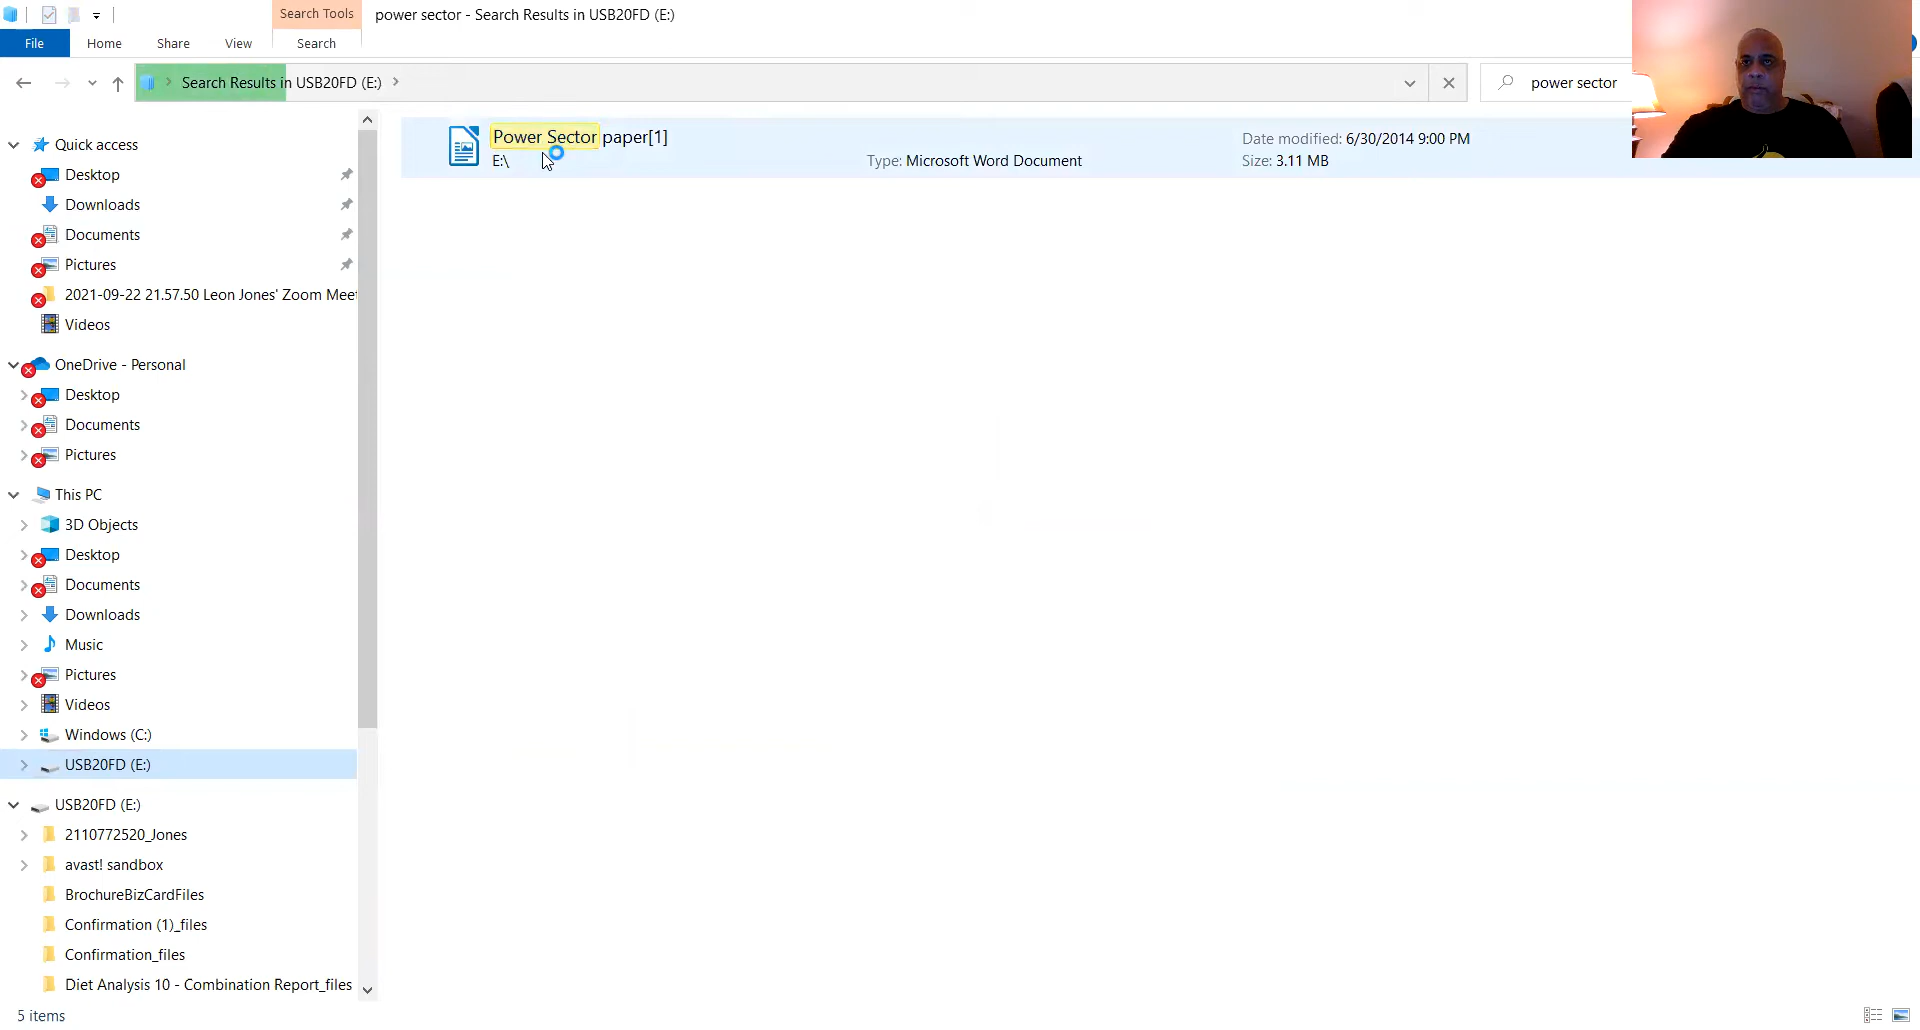 Search Tools
power sector - Search Results in USB20FD (E:)
File
Home
Share
View
Search
Search Results in USB20FD (E:)
power sector
Power Sector paper[1]
E:\
Type: Microsoft Word Document
Date modified: 6/30/2014 9:00 PM
Size: 3.11 MB
Quick access
Desktop
Downloads
Documents
Pictures
2021-09-22 21.57.50 Leon Jones' Zoom Meet
Videos
OneDrive - Personal
Desktop
Documents
Pictures
This PC
3D Objects
Desktop
Documents
Downloads
Music
Pictures
Videos
Windows (C:)
USB20FD (E:)
USB20FD (E:)
2110772520_Jones
avast! sandbox
BrochureBizCardFiles
Confirmation (1)_files
Confirmation_files
Diet Analysis 10 - Combination Report_files
5 items